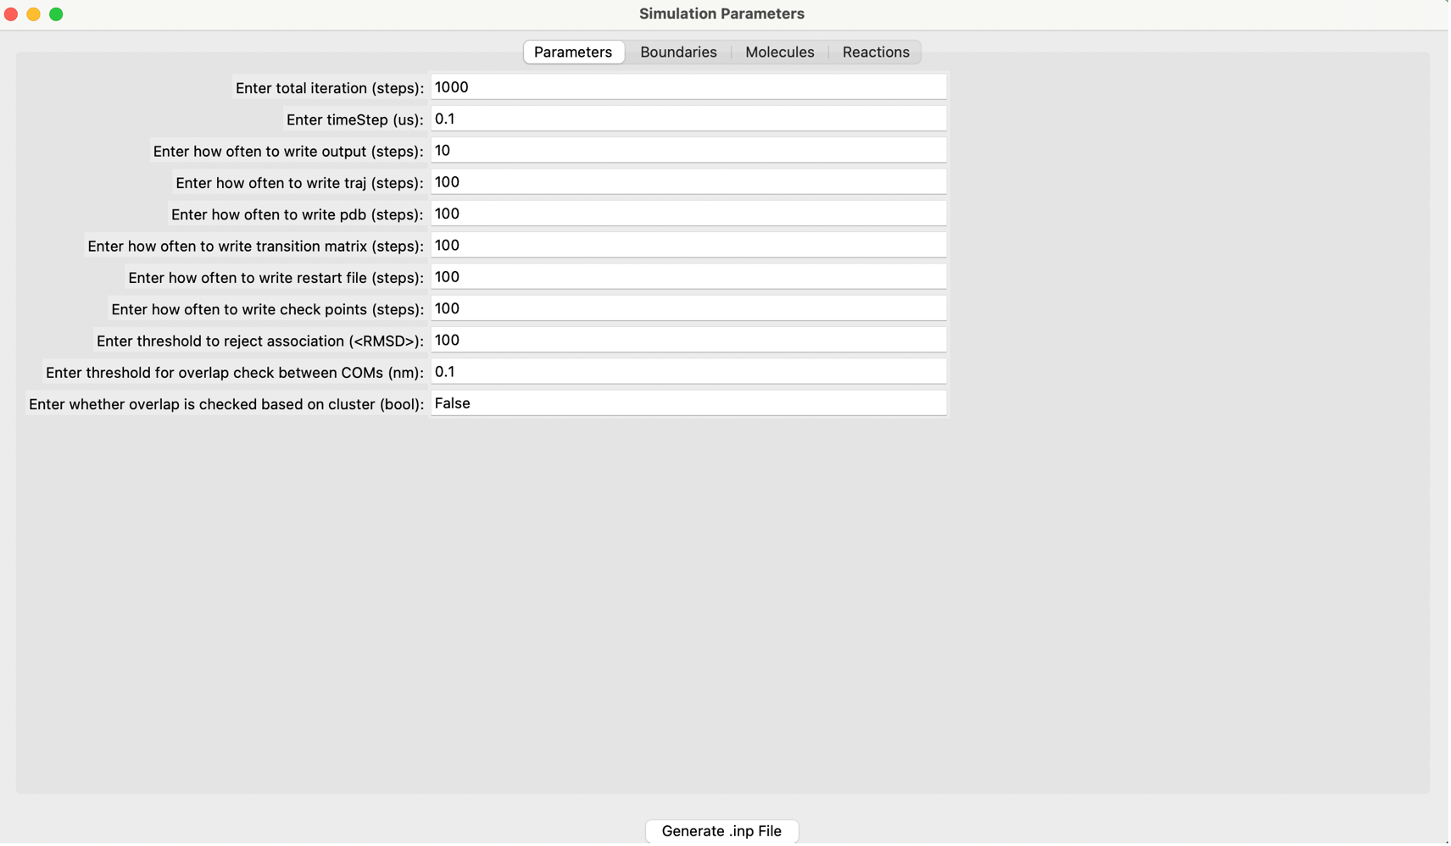 Simulation Parameters
Parameters Boundaries Molecules Reactions
Enter total iteration (steps): 1000
Enter timeStep (us): 0.1
Enter how often to write output (steps): 10
Enter how often to write traj (steps): 100
Enter how often to write pdb (steps): 100
Enter how often to write transition matrix (steps): 100
Enter how often to write restart file (steps): 100
Enter how often to write check points (steps): 100
Enter threshold to reject association (<RMSD>): 100
Enter threshold for overlap check between COMs (nm): 0.1
Enter whether overlap is checked based on cluster (bool): False
Generate .inp File